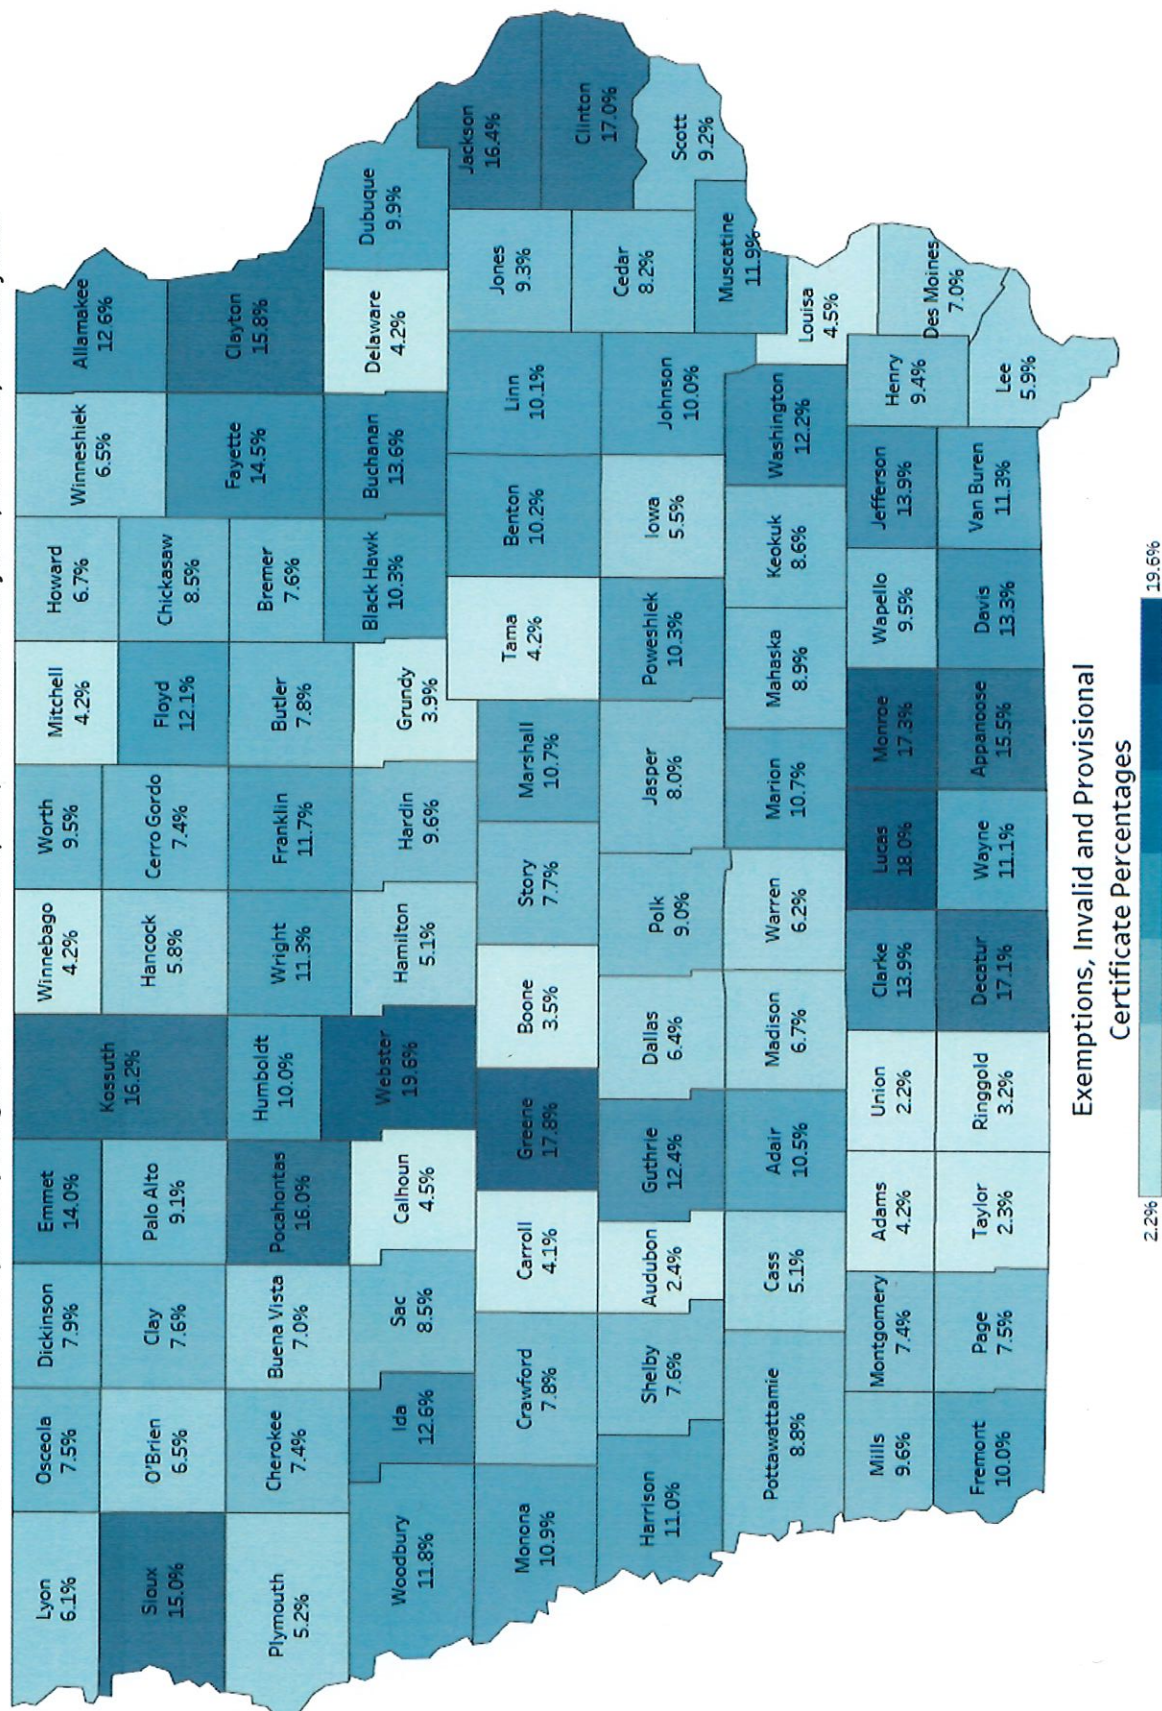 Lyon
6.1%
Osceola
7.5%
Dickinson
7.9%
Emmet
14.0%
Kossuth
16.2%
Winnebago
4.2%
Worth
9.5%
Mitchell
4.2%
Howard
6.7%
Winneshiek
6.5%
Allamakee
12.6%
Sioux
15.0%
O'Brien
6.5%
Clay
7.6%
Palo Alto
9.1%
Hancock
5.8%
Cerro Gordo
7.4%
Floyd
12.1%
Chickasaw
8.5%
Fayette
14.5%
Clayton
15.8%
Plymouth
5.2%
Cherokee
7.4%
Buena Vista
7.0%
Pocahontas
16.0%
Humboldt
10.0%
Wright
11.3%
Franklin
11.7%
Butler
7.8%
Bremer
7.6%
Woodbury
11.8%
Ida
12.6%
Sac
8.5%
Calhoun
4.5%
Webster
19.6%
Hamilton
5.1%
Hardin
9.6%
Grundy
3.9%
Black Hawk
10.3%
Buchanan
13.6%
Delaware
4.2%
Dubuque
9.9%
Monona
10.9%
Crawford
7.8%
Carroll
4.1%
Greene
17.8%
Boone
3.5%
Story
7.7%
Marshall
10.7%
Tama
4.2%
Benton
10.2%
Linn
10.1%
Jones
9.3%
Jackson
16.4%
Clinton
17.0%
Harrison
11.0%
Shelby
7.6%
Audubon
2.4%
Guthrie
12.4%
Dallas
6.4%
Polk
9.0%
Jasper
8.0%
Poweshiek
10.3%
Iowa
5.5%
Johnson
10.0%
Cedar
8.2%
Scott
9.2%
Muscatine
11.9%
Pottawattamie
8.8%
Cass
5.1%
Adair
10.5%
Madison
6.7%
Warren
6.2%
Marion
10.7%
Mahaska
8.9%
Keokuk
8.6%
Washington
12.2%
Louisa
4.5%
Mills
9.6%
Montgomery
7.4%
Adams
4.2%
Union
2.2%
Clarke
13.9%
Lucas
18.0%
Monroe
17.3%
Wapello
9.5%
Jefferson
13.9%
Henry
9.4%
Des Moines
7.0%
Fremont
10.0%
Page
7.5%
Taylor
2.3%
Ringgold
3.2%
Decatur
17.1%
Wayne
11.1%
Appanoose
15.5%
Davis
13.3%
Van Buren
11.3%
Lee
5.9%
Exemptions, Invalid and Provisional
Certificate Percentages
2.2%
19.6%